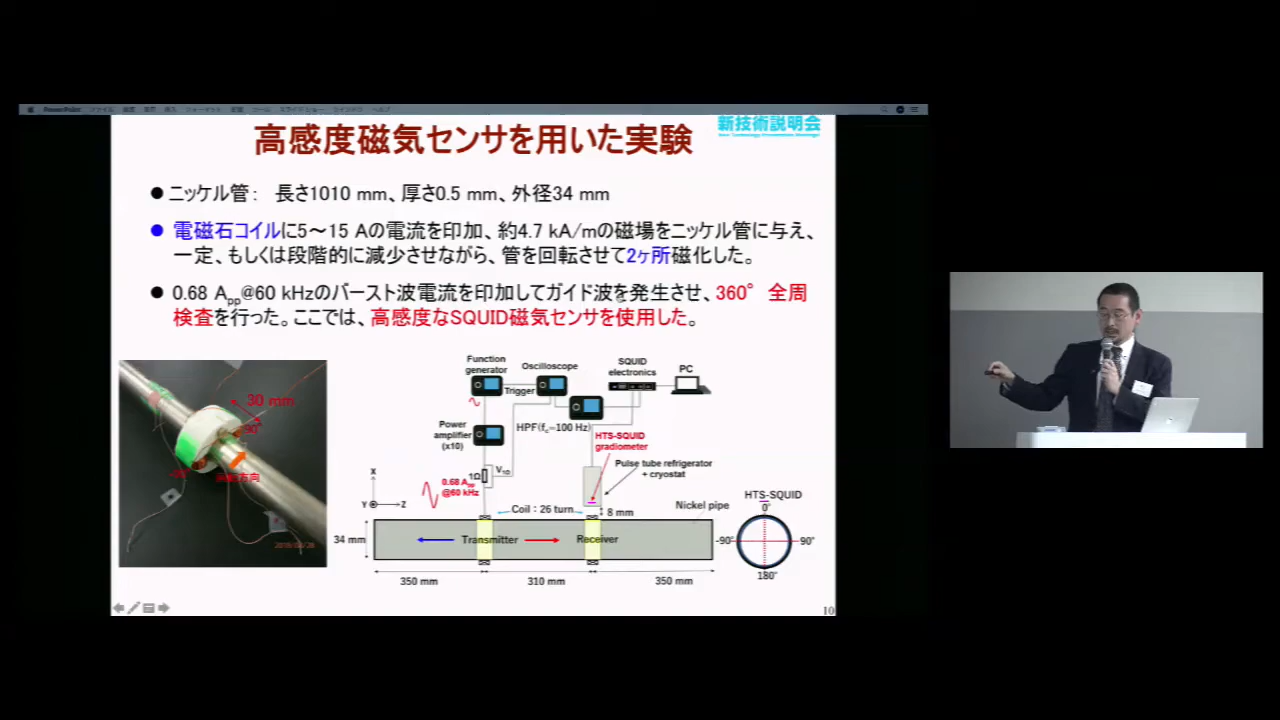 PowerPoint
高感度磁気センサを用いた実験
新技術説明会
New Technology Presentation Meetings!
● ニッケル管： 長さ1010 mm、厚さ0.5 mm、外径34 mm
● 電磁石コイルに5～15 Aの電流を印加、約4.7 kA/mの磁場をニッケル管に与え、
一定、もしくは段階的に減少させながら、管を回転させて2ヶ所磁化した。
● 0.68 App@60 kHzのバースト波電流を印加してガイド波を発生させ、360° 全周
検査を行った。ここでは、高感度なSQUID磁気センサを使用した。
30 mm
Function
generator
Oscilloscope
Trigger
SQUID
electronics
PC
Power
amplifier
(x10)
HPF(fc=100 Hz)
HTS-SQUID
gradiometer
Pulse tube refrigerator
+ cryostat
1Ω
V1Ω
0.68 App
@60 kHz
X
Y
Z
Coil：26 turn
8 mm
Nickel pipe
HTS-SQUID
0°
34 mm
Transmitter
Receiver
-90°
90°
180°
350 mm
310 mm
350 mm
10